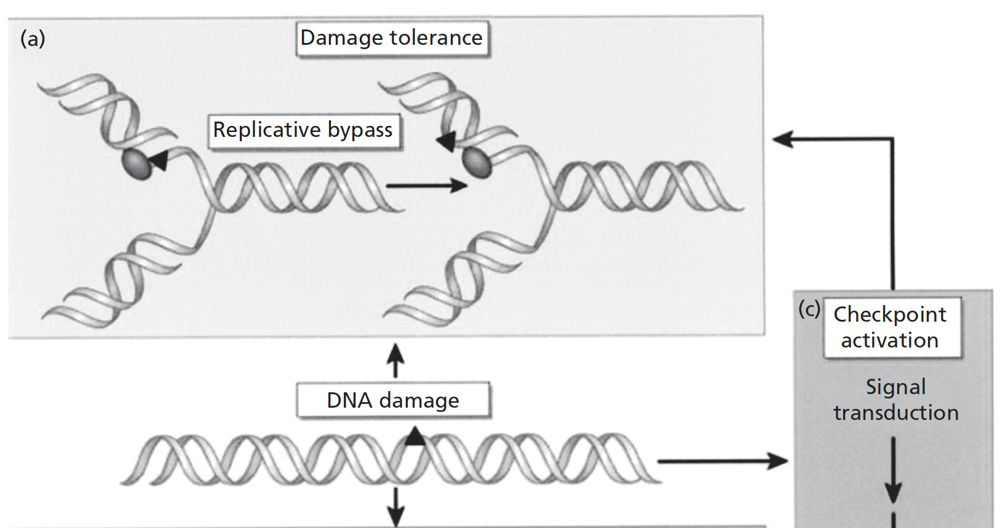 (a)
Damage tolerance
Replicative bypass
(c)
Checkpoint
activation
Signal
transduction
DNA damage